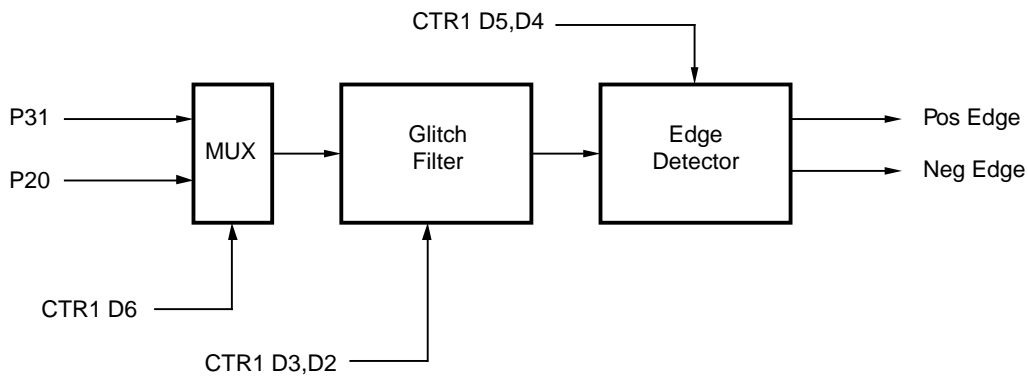 CTR1 D5,D4
P31
P20
MUX
Glitch
Filter
Edge
Detector
Pos Edge
Neg Edge
CTR1 D6
CTR1 D3,D2